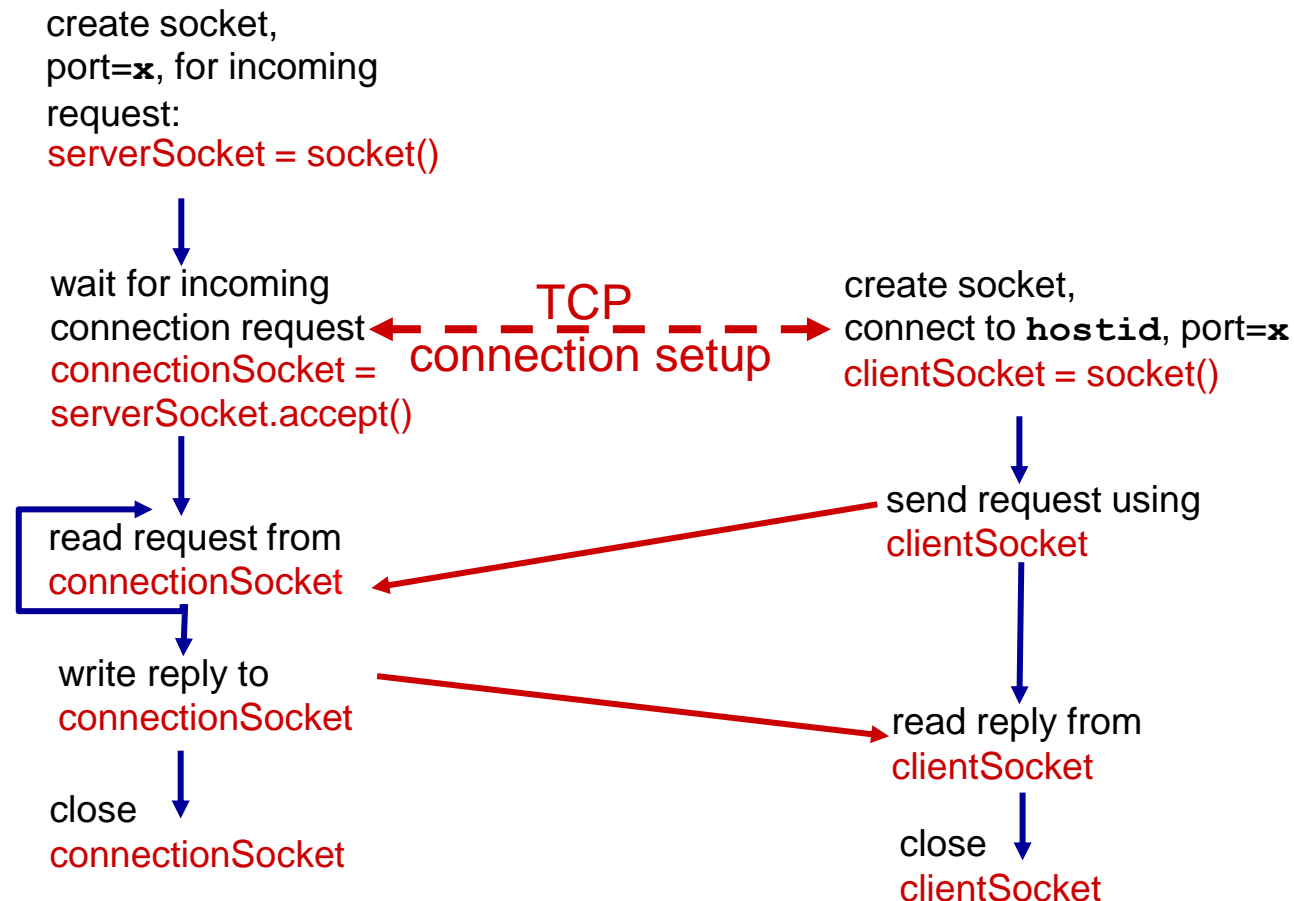 create socket,
port=x, for incoming
request:
serverSocket = socket()
wait for incoming
connection request
connectionSocket =
serverSocket.accept()
TCP
connection setup
create socket,
connect to hostid, port=x
clientSocket = socket()
read request from
connectionSocket
send request using
clientSocket
write reply to
connectionSocket
read reply from
clientSocket
close
connectionSocket
close
clientSocket